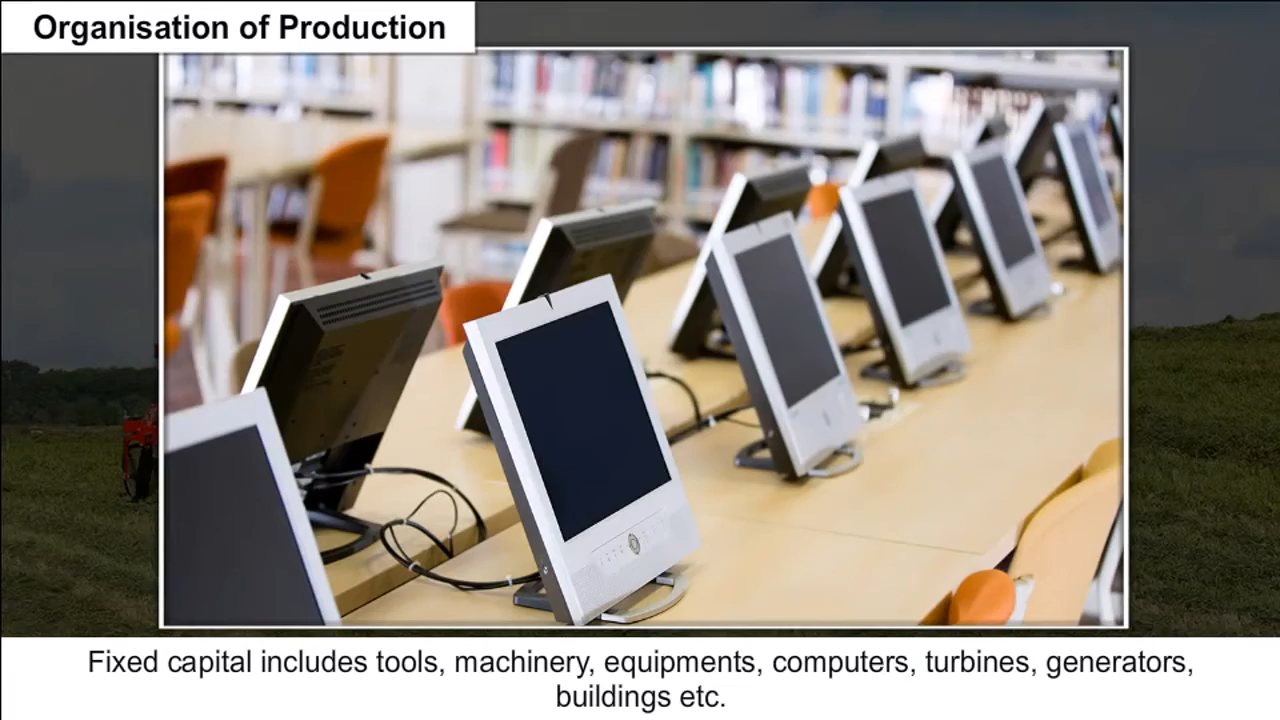 Organisation of Production
Fixed capital includes tools, machinery, equipments, computers, turbines, generators,
buildings etc.